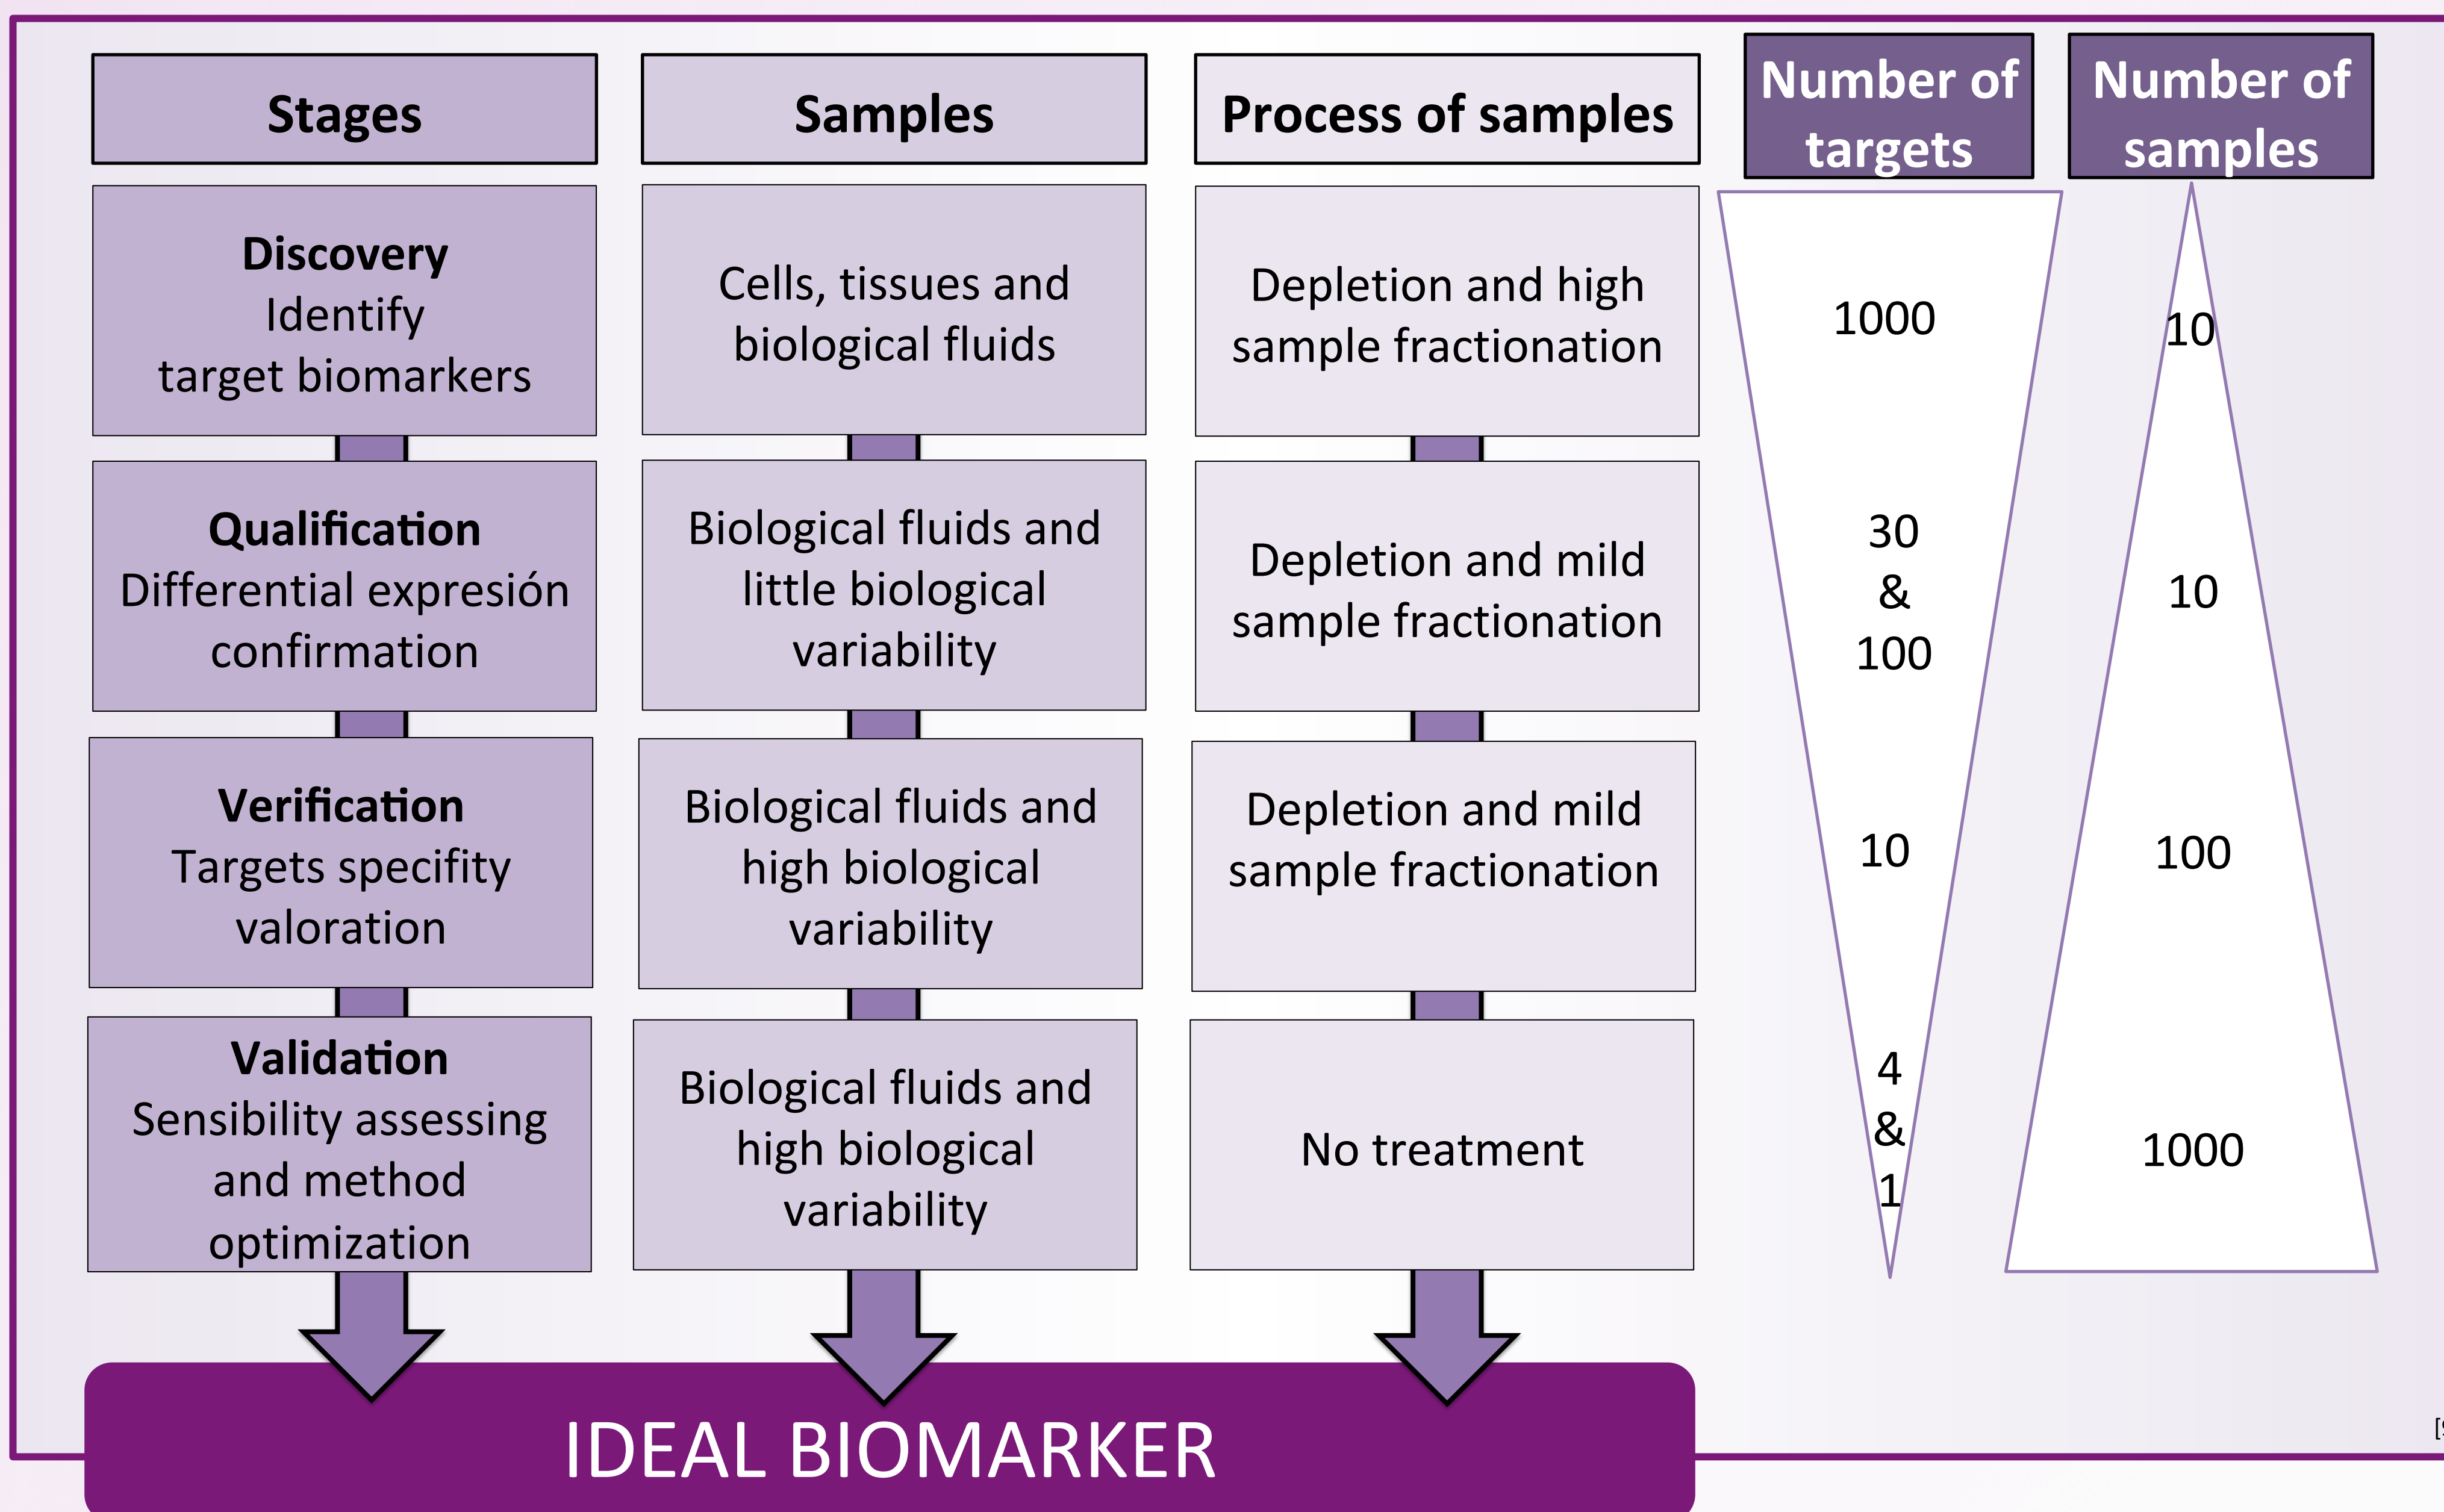 Stages
Samples
Process of samples
Number of
targets
Number of
samples
Discovery
Identify
target biomarkers
Cells, tissues and
biological fluids
Depletion and high
sample fractionation
1000
10
Qualification
Differential expresión
confirmation
Biological fluids and
little biological
variability
Depletion and mild
sample fractionation
30
&
100
10
Verification
Targets specifity
valoration
Biological fluids and
high biological
variability
Depletion and mild
sample fractionation
10
100
Validation
Sensibility assessing
and method
optimization
Biological fluids and
high biological
variability
No treatment
4
&
1
1000
IDEAL BIOMARKER